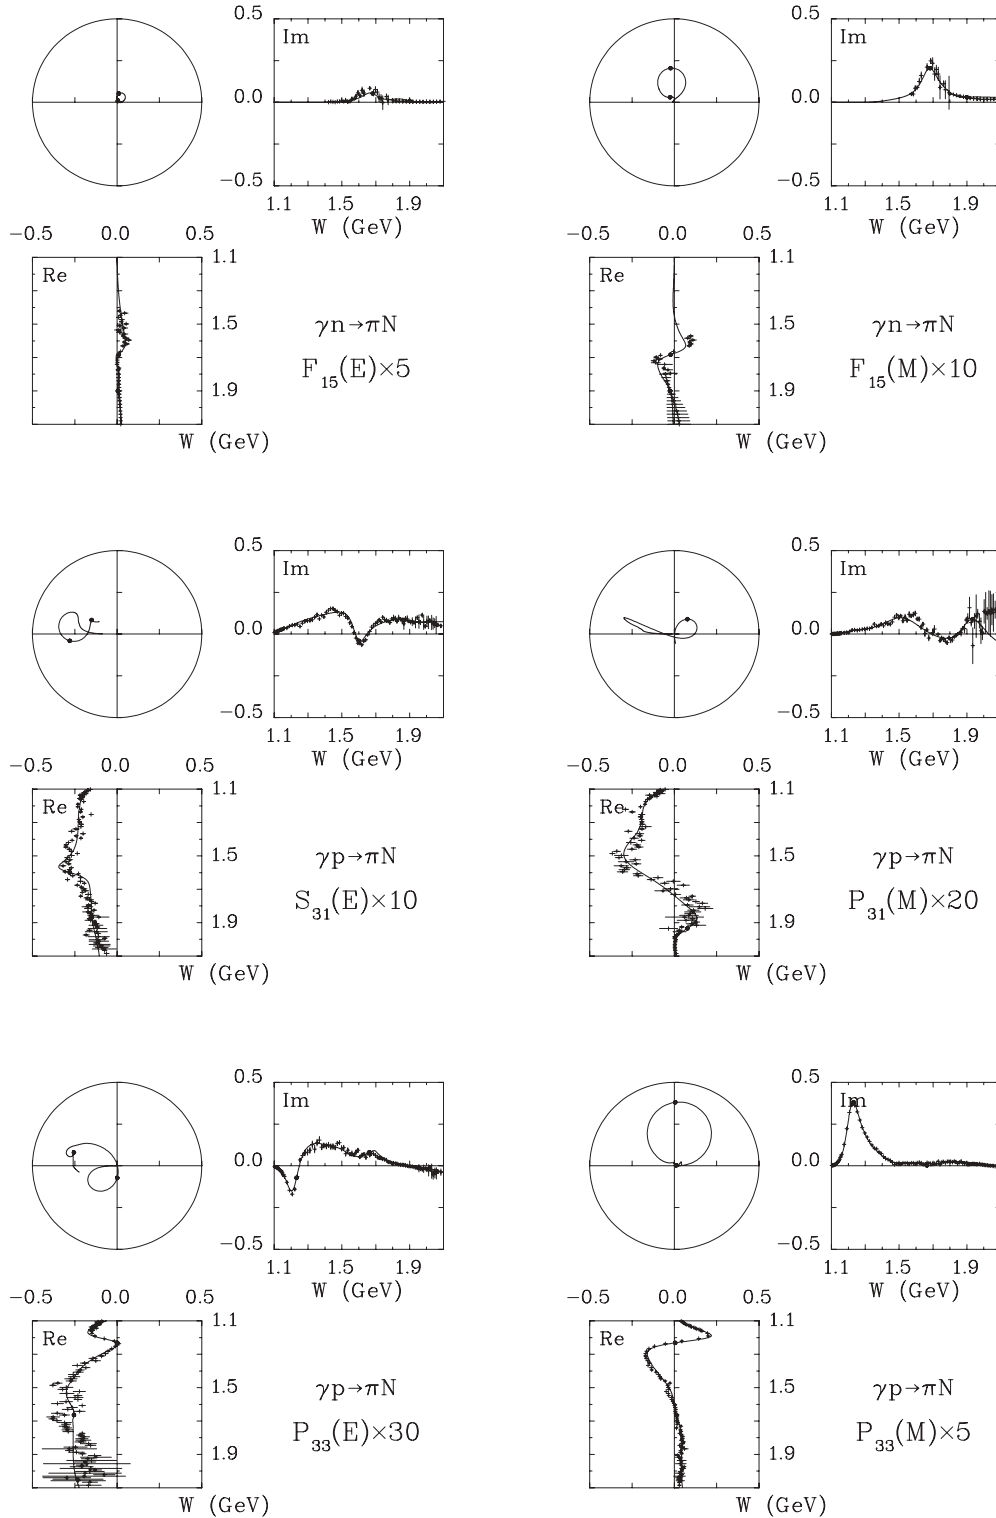 0.5
Im
0.0
−0.5
1.1 1.5 1.9
W (GeV)
−0.5 0.0 0.5
Re
1.1
1.5
1.9
W (GeV)
γn→πN
F15(E)×5
0.5
Im
0.0
−0.5
1.1 1.5 1.9
W (GeV)
−0.5 0.0 0.5
Re
1.1
1.5
1.9
W (GeV)
γn→πN
F15(M)×10
0.5
Im
0.0
−0.5
1.1 1.5 1.9
W (GeV)
−0.5 0.0 0.5
Re
1.1
1.5
1.9
W (GeV)
γp→πN
S31(E)×10
0.5
Im
0.0
−0.5
1.1 1.5 1.9
W (GeV)
−0.5 0.0 0.5
Re
1.1
1.5
1.9
W (GeV)
γp→πN
P31(M)×20
0.5
Im
0.0
−0.5
1.1 1.5 1.9
W (GeV)
−0.5 0.0 0.5
Re
1.1
1.5
1.9
W (GeV)
γp→πN
P33(E)×30
0.5
Im
0.0
−0.5
1.1 1.5 1.9
W (GeV)
−0.5 0.0 0.5
Re
1.1
1.5
1.9
W (GeV)
γp→πN
P33(M)×5